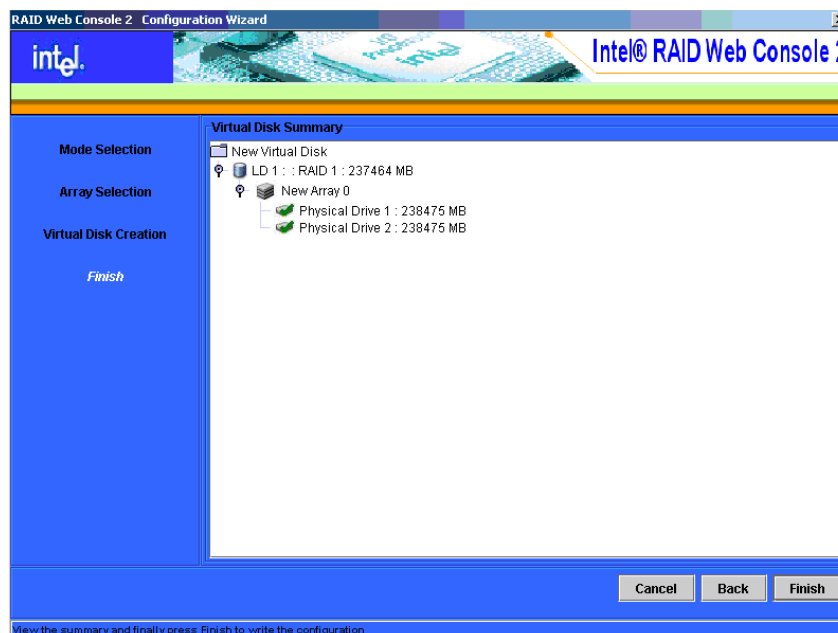 RAID Web Console 2 Configuration Wizard
intel.
intel
Intel® RAID Web Console 2
Mode Selection
Array Selection
Virtual Disk Creation
Finish
Virtual Disk Summary
New Virtual Disk
LD 1 : : RAID 1 : 237464 MB
New Array 0
Physical Drive 1 : 238475 MB
Physical Drive 2 : 238475 MB
Cancel
Back
Finish
View the summary and finally press Finish to write the configuration